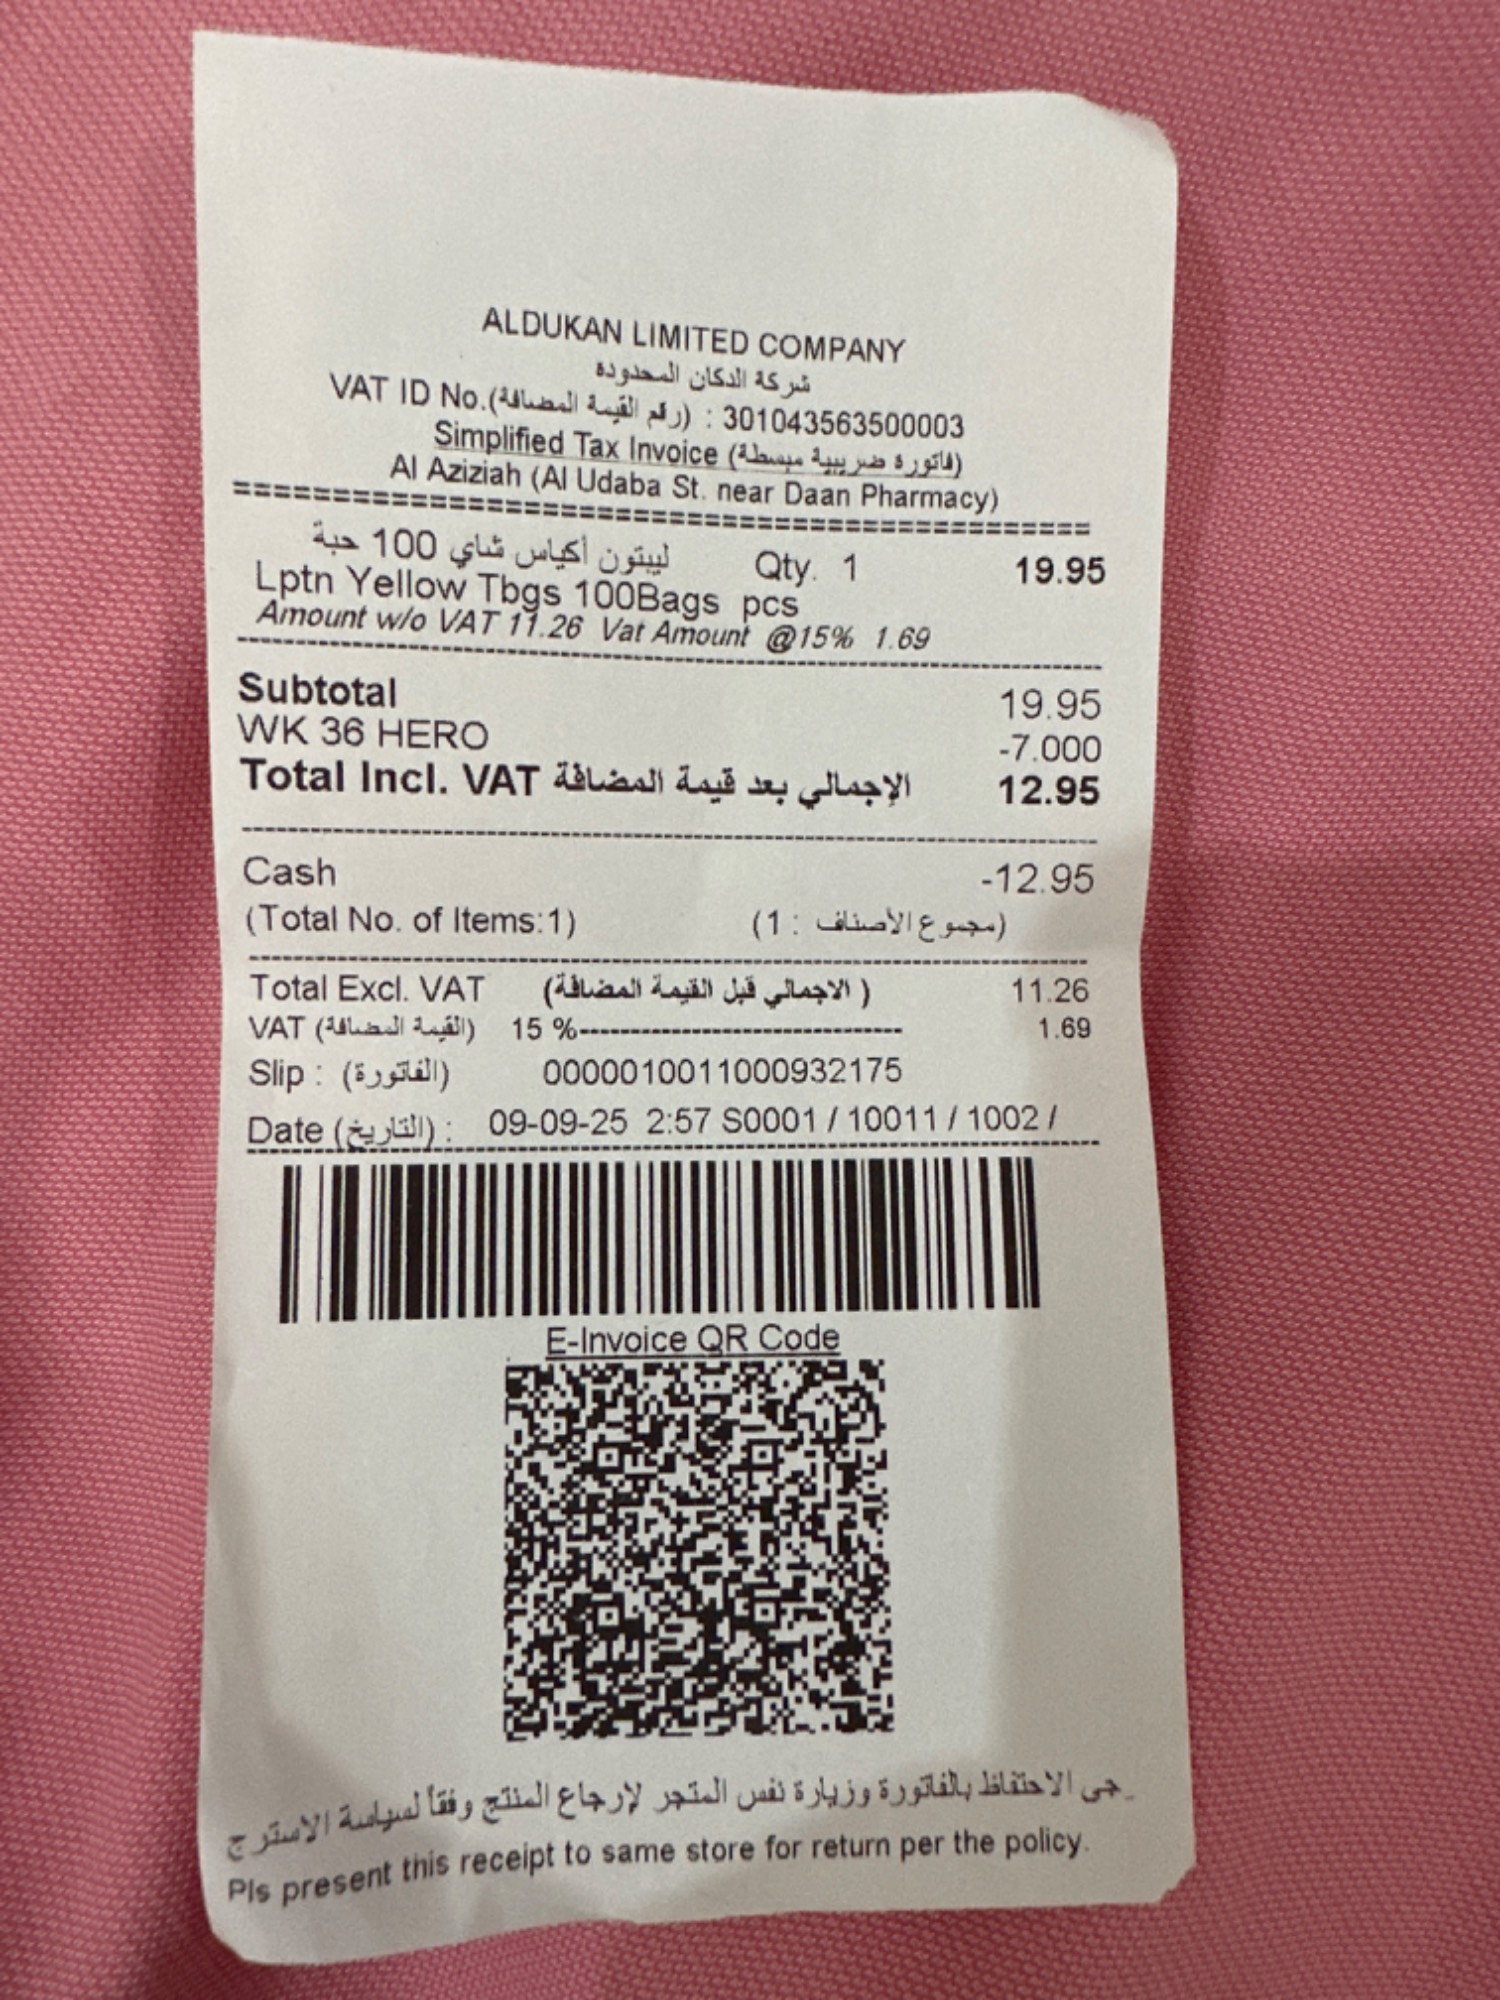 ALDUKAN LIMITED COMPANY
شركة الدكان المحدودة
VAT ID No.(رقم القيمة المضافة) : 301043563500003
Simplified Tax Invoice (فاتورة ضريبية مبسطة)
Al Aziziah (Al Udaba St. near Daan Pharmacy)
===================================================
ليبتون أكياس شاي 100 حبة Qty. 1 19.95
Lptn Yellow Tbgs 100Bags pcs
Amount w/o VAT 11.26 Vat Amount @15% 1.69
Subtotal 19.95
WK 36 HERO -7.000
Total Incl. VAT الإجمالي بعد قيمة المضافة 12.95
Cash -12.95
(Total No. of Items:1) (مجموع الأصناف : 1)
Total Excl. VAT (الاجمالي قبل القيمة المضافة ) 11.26
VAT (القيمة المضافة) 15 %-------------------------------- 1.69
Slip : (الفاتورة) 0000010011000932175
Date (التاريخ) : 09-09-25 2:57 S0001 / 10011 / 1002 /
E-Invoice QR Code
جى الاحتفاظ بالفاتورة وزيارة نفس المتجر لإرجاع المنتج وفقاً لسياسة الاسترج
Pls present this receipt to same store for return per the policy.